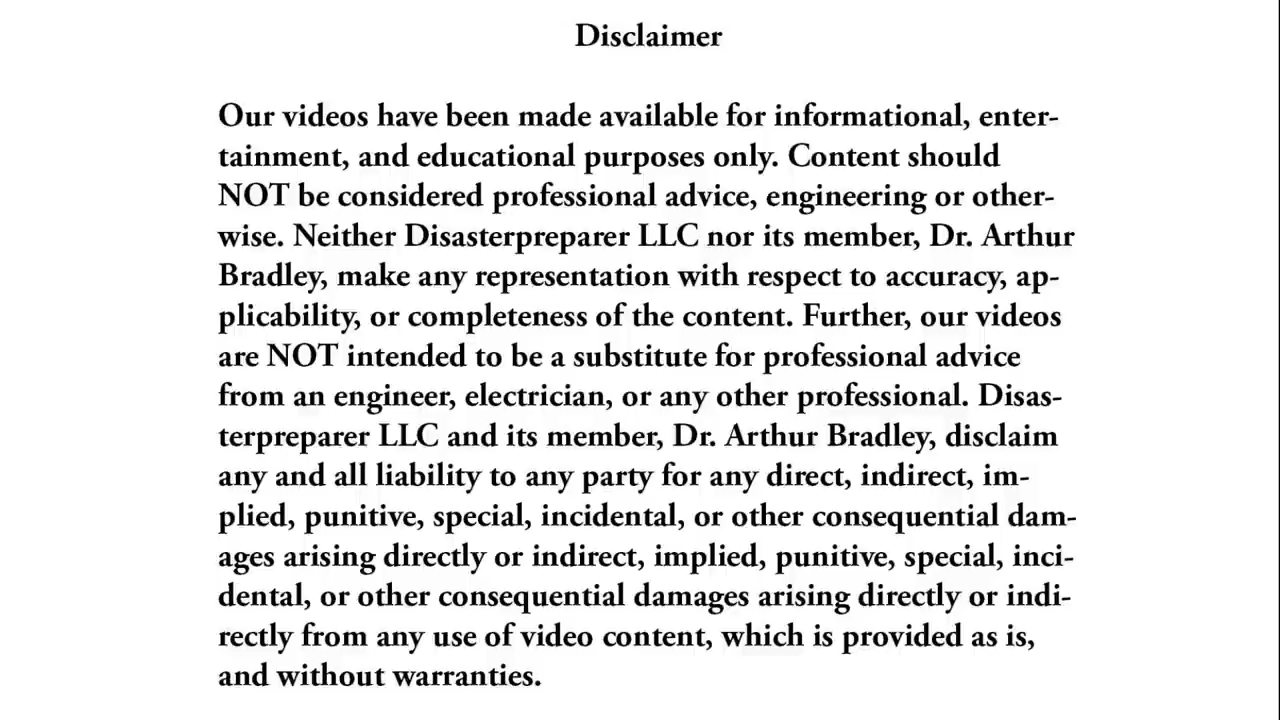 Disclaimer
Our videos have been made available for informational, enter-
tainment, and educational purposes only. Content should
NOT be considered professional advice, engineering or other-
wise. Neither Disasterpreparer LLC nor its member, Dr. Arthur
Bradley, make any representation with respect to accuracy, ap-
plicability, or completeness of the content. Further, our videos
are NOT intended to be a substitute for professional advice
from an engineer, electrician, or any other professional. Disas-
terpreparer LLC and its member, Dr. Arthur Bradley, disclaim
any and all liability to any party for any direct, indirect, im-
plied, punitive, special, incidental, or other consequential dam-
ages arising directly or indirect, implied, punitive, special, inci-
dental, or other consequential damages arising directly or indi-
rectly from any use of video content, which is provided as is,
and without warranties.